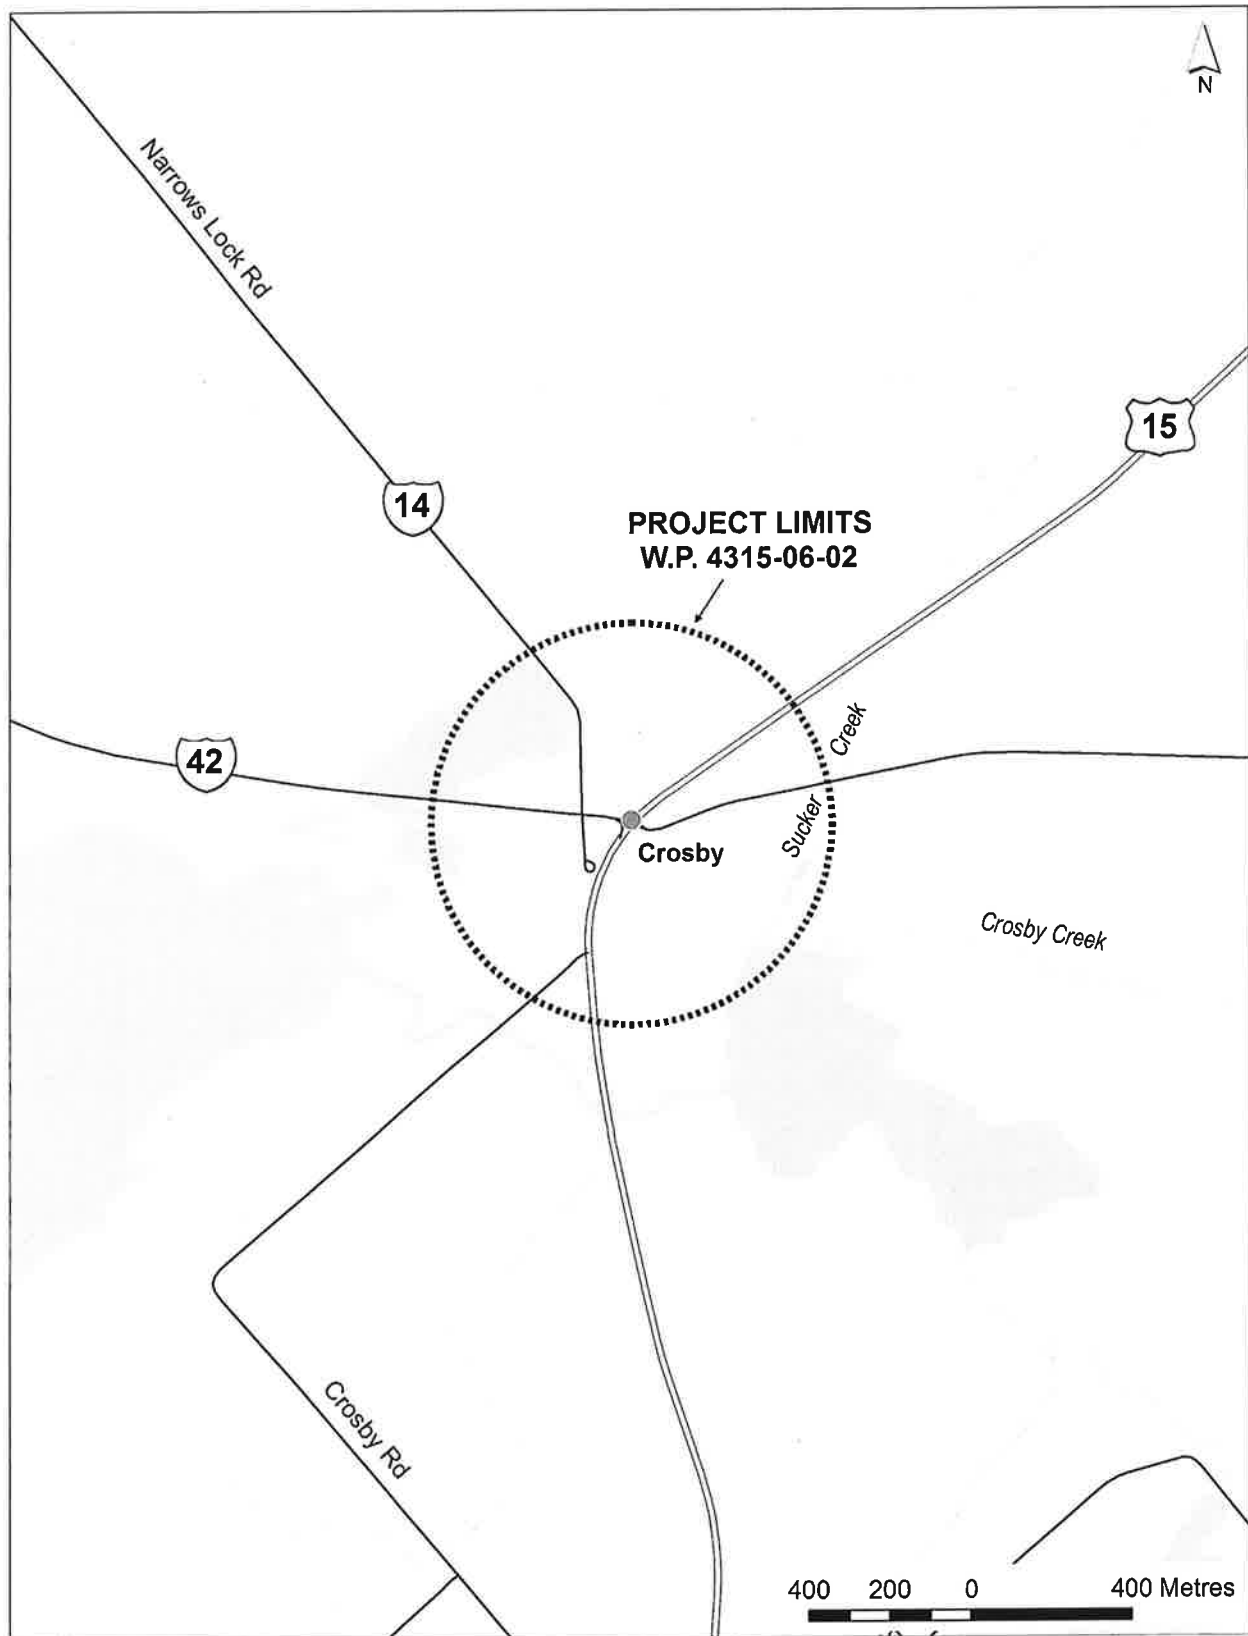 N
Narrows Lock Rd
15
14
PROJECT LIMITS
W.P. 4315-06-02
42
Creek
Sucker
Crosby
Crosby Creek
Crosby Rd
400 200 0 400 Metres